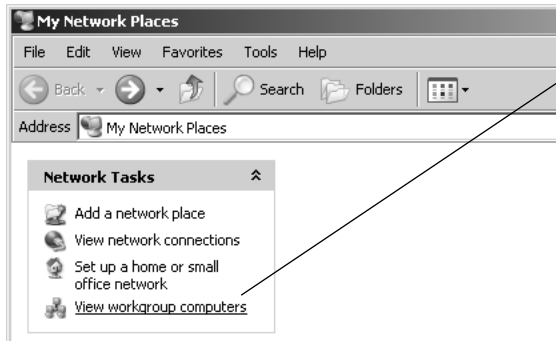 My Network Places
File Edit View Favorites Tools Help
Back Search Folders
Address My Network Places
Network Tasks
Add a network place
View network connections
Set up a home or small
office network
View workgroup computers